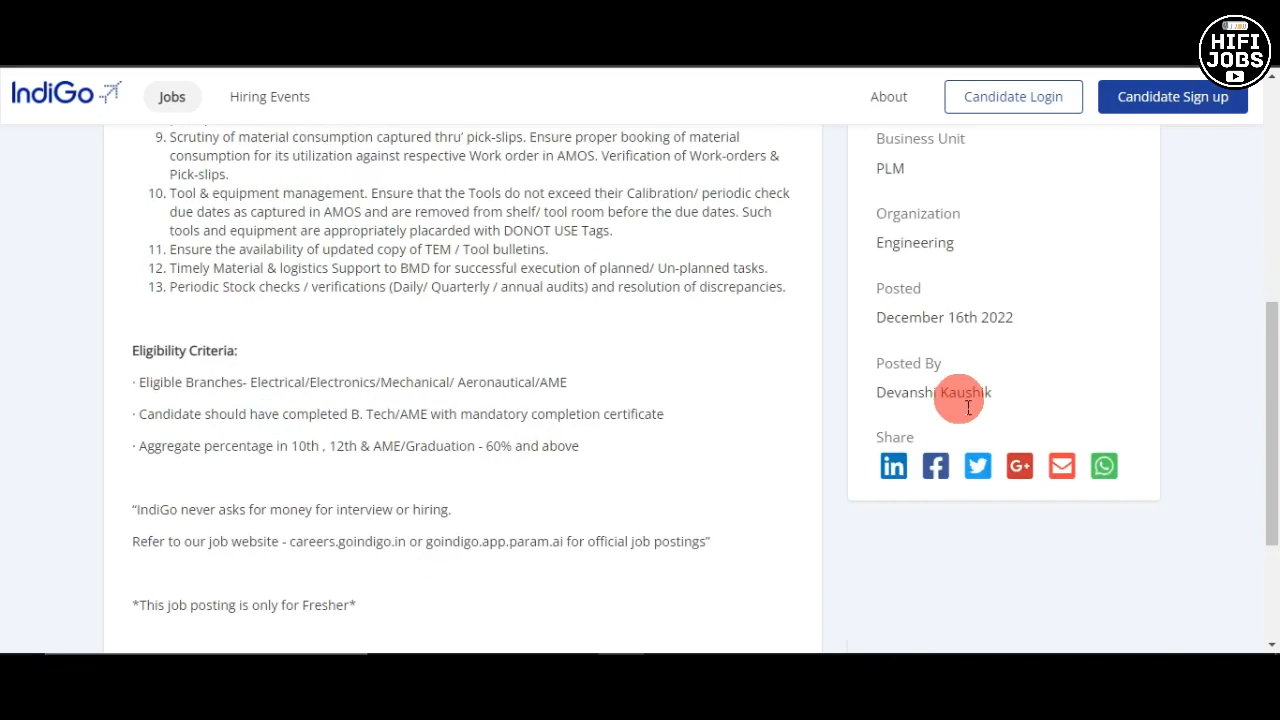 HIFI
JOBS
IndiGo
Jobs
Hiring Events
About
Candidate Login
Candidate Sign up
9. Scrutiny of material consumption captured thru' pick-slips. Ensure proper booking of material
consumption for its utilization against respective Work order in AMOS. Verification of Work-orders &
Pick-slips.
10. Tool & equipment management. Ensure that the Tools do not exceed their Calibration/ periodic check
due dates as captured in AMOS and are removed from shelf/ tool room before the due dates. Such
tools and equipment are appropriately placarded with DONOT USE Tags.
11. Ensure the availability of updated copy of TEM / Tool bulletins.
12. Timely Material & logistics Support to BMD for successful execution of planned/ Un-planned tasks.
13. Periodic Stock checks / verifications (Daily/ Quarterly / annual audits) and resolution of discrepancies.
Eligibility Criteria:
· Eligible Branches- Electrical/Electronics/Mechanical/ Aeronautical/AME
· Candidate should have completed B. Tech/AME with mandatory completion certificate
· Aggregate percentage in 10th , 12th & AME/Graduation - 60% and above
“IndiGo never asks for money for interview or hiring.
Refer to our job website - careers.goindigo.in or goindigo.app.param.ai for official job postings”
*This job posting is only for Fresher*
Business Unit
PLM
Organization
Engineering
Posted
December 16th 2022
Posted By
Devanshi Kaushik
Share